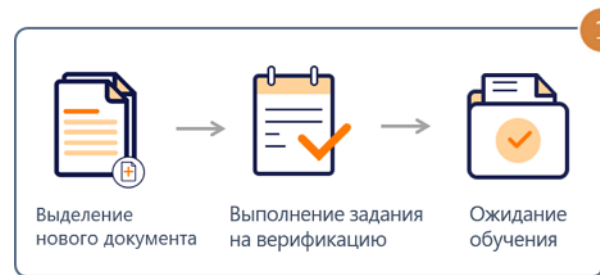 Выделение
нового документа
Выполнение задания
на верификацию
Ожидание
обучения